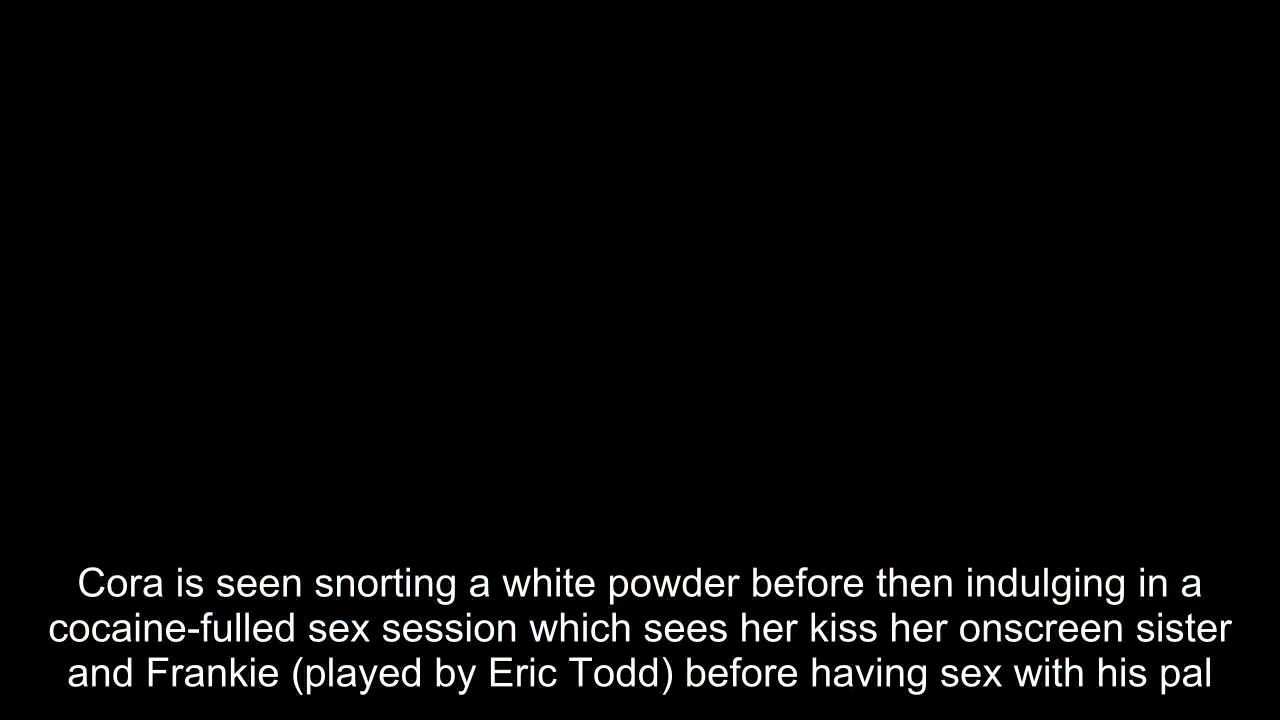 Cora is seen snorting a white powder before then indulging in a
cocaine-fulled sex session which sees her kiss her onscreen sister
and Frankie (played by Eric Todd) before having sex with his pal